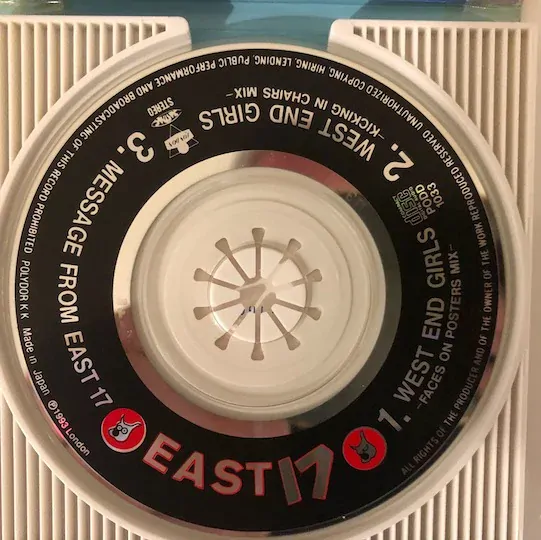 EAST 17
1. WEST END GIRLS
-FACES ON POSTERS MIX-
2. WEST END GIRLS
-KICKING IN CHAIRS MIX-
3. MESSAGE FROM EAST 17
PODD
1033
STEREO
ALL RIGHTS OF THE PRODUCER AND OF THE OWNER OF THE WORK REPRODUCED RESERVED UNAUTHORIZED COPYING, HIRING, LENDING, PUBLIC PERFORMANCE AND BROADCASTING OF THIS RECORD PROHIBITED POLYDOR K.K. Made in Japan ℗1993 London